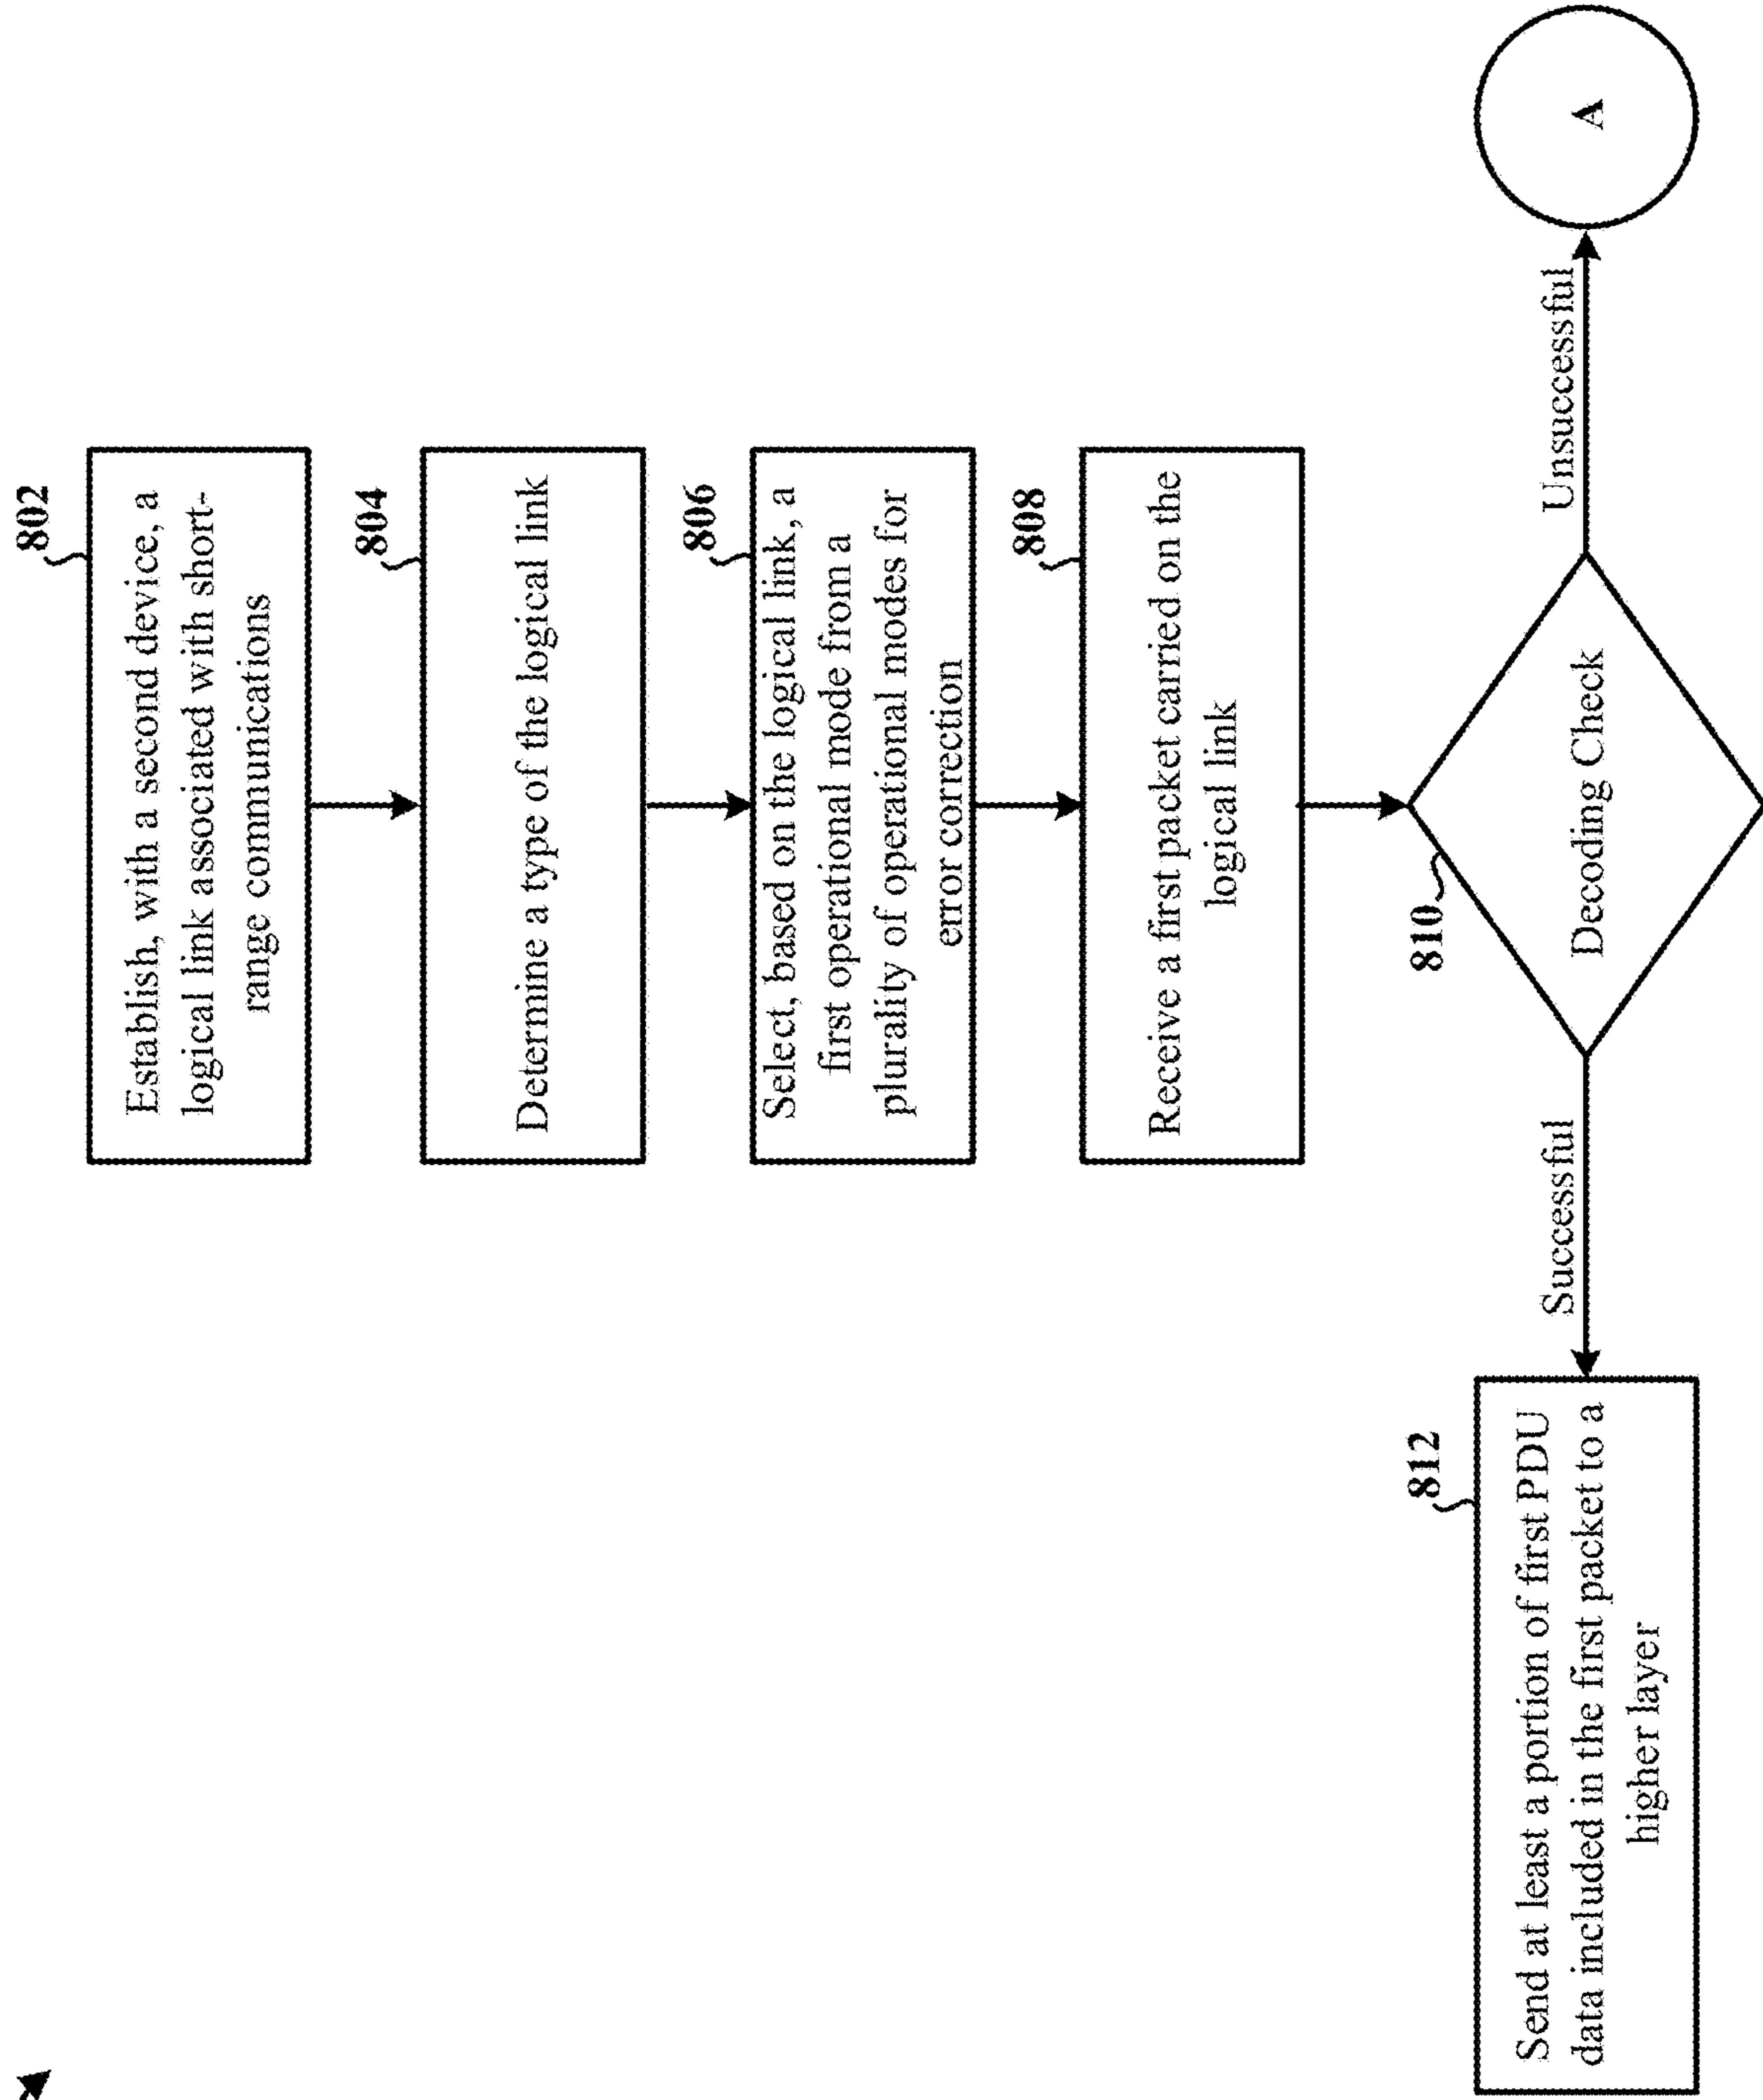 802
Establish, with a second device, a
logical link associated with short-
range communications
804
Determine a type of the logical link
806
Select, based on the logical link, a
first operational mode from a
plurality of operational modes for
error correction
808
Receive a first packet carried on the
logical link
810
Decoding Check
Successful
Unsuccessful
812
Send at least a portion of first PDU
data included in the first packet to a
higher layer
A